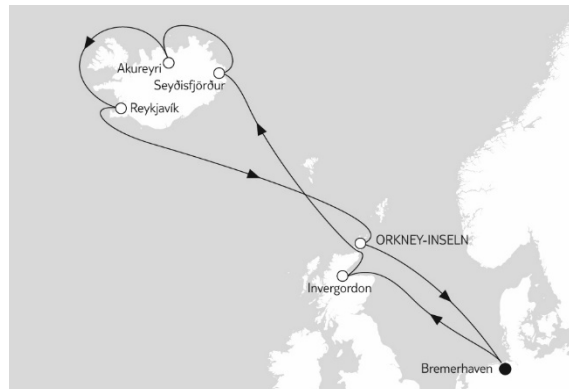 Akureyri
Seyðisfjörður
Reykjavík
ORKNEY-INSELN
Invergordon
Bremerhaven